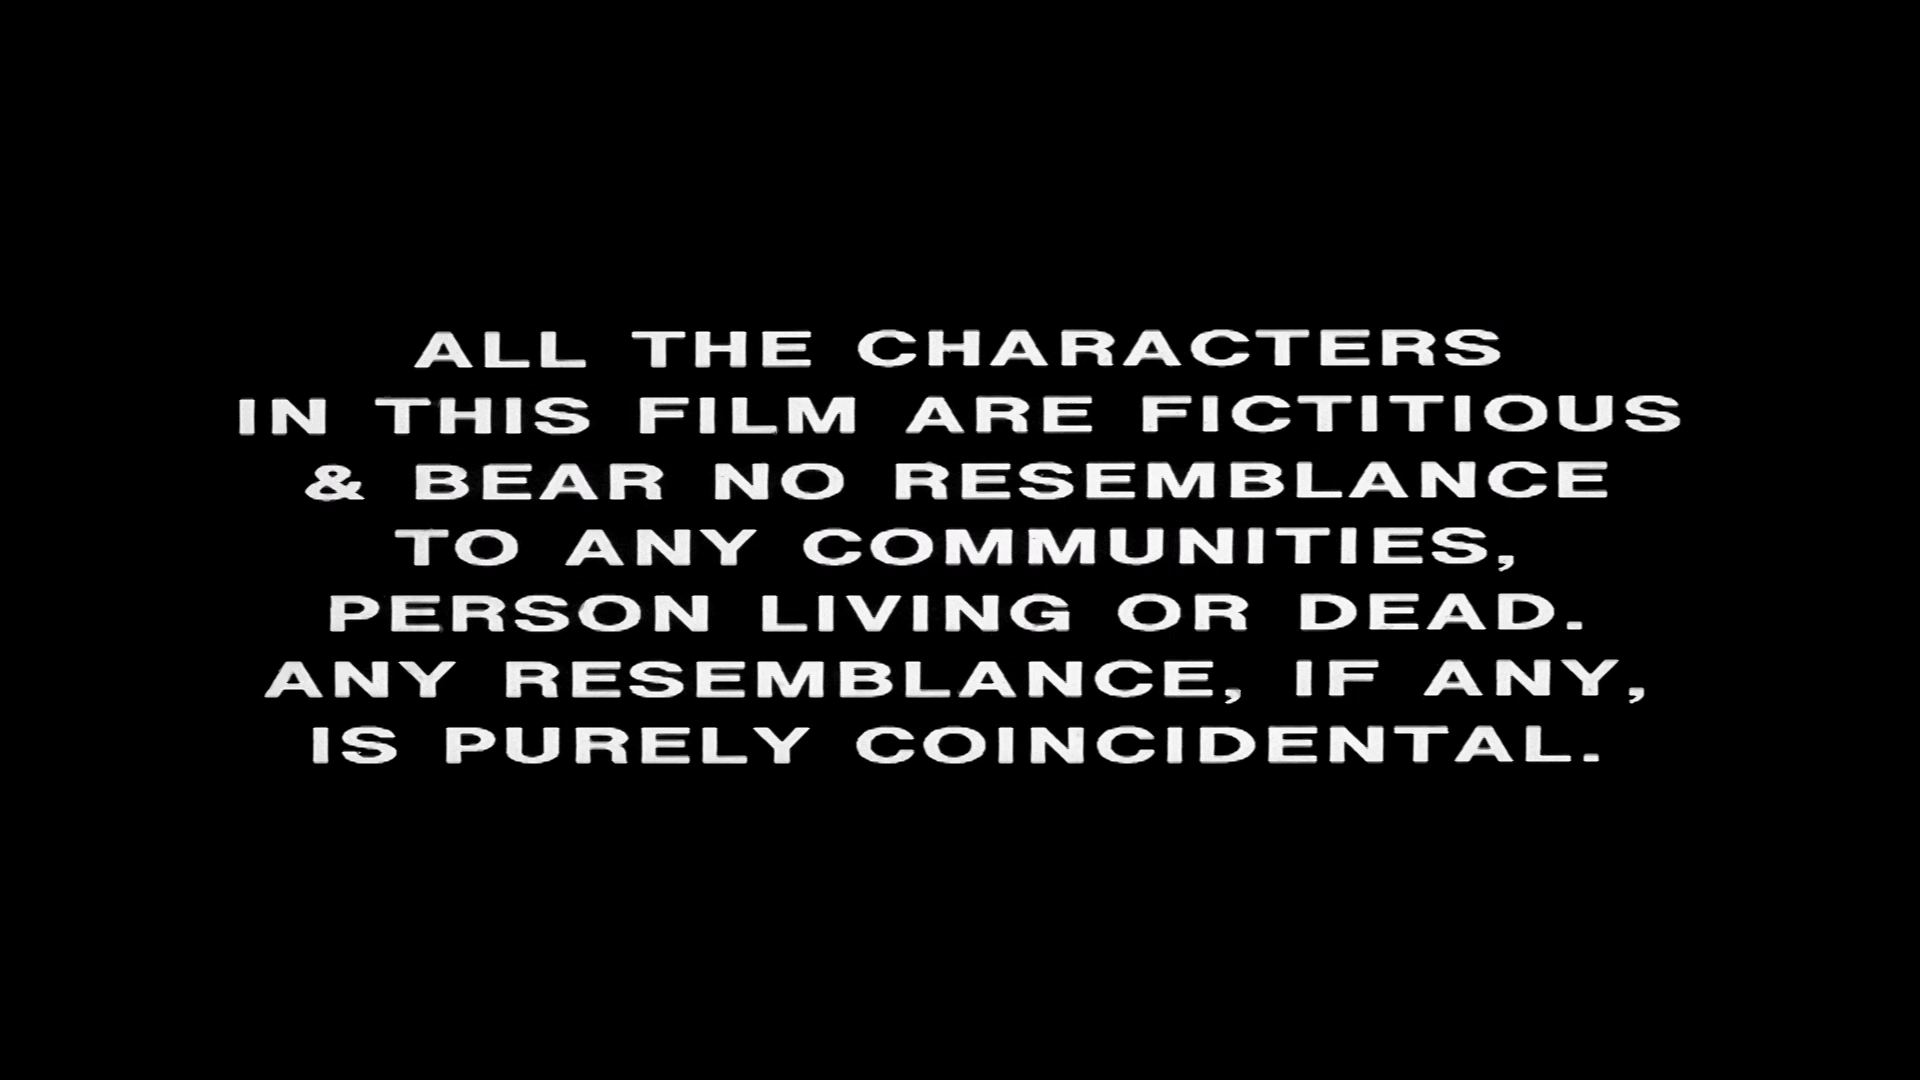 ALL THE CHARACTERS
IN THIS FILM ARE FICTITIOUS
& BEAR NO RESEMBLANCE
TO ANY COMMUNITIES,
PERSON LIVING OR DEAD.
ANY RESEMBLANCE, IF ANY,
IS PURELY COINCIDENTAL.